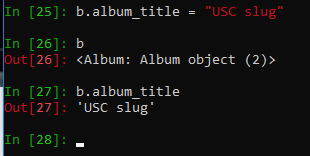 In [25]: b.album_title = "USC slug"
In [26]: b
Out[26]: <Album: Album object (2)>
In [27]: b.album_title
Out[27]: 'USC slug'
In [28]: